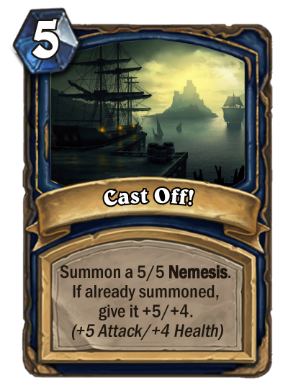 5
Cast Off!
Summon a 5/5 Nemesis.
If already summoned,
give it +5/+4.
(+5 Attack/+4 Health)